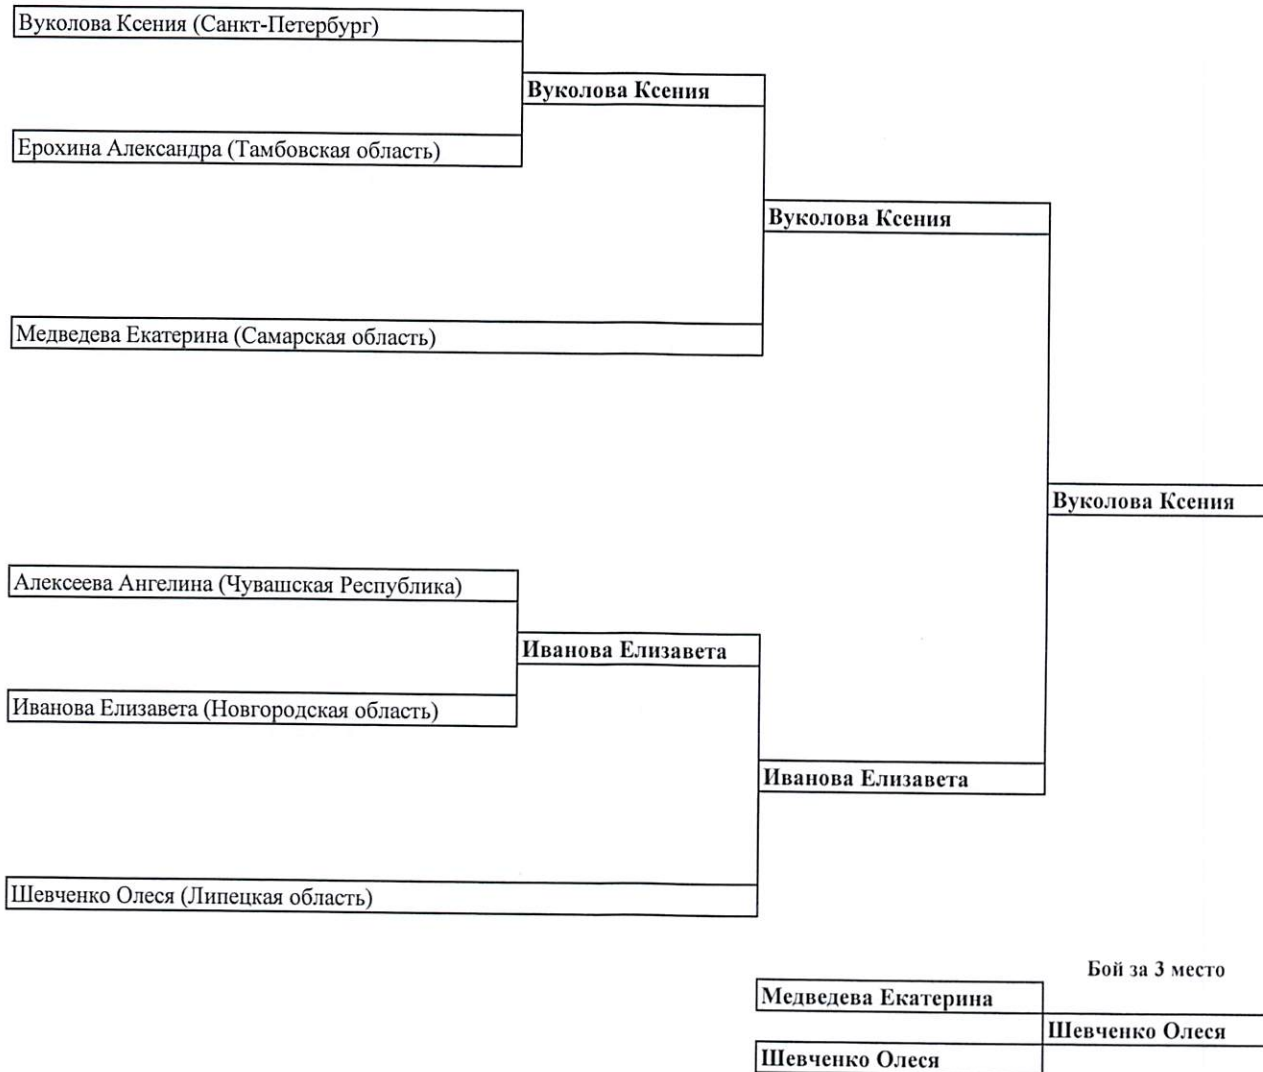 Вуколова Ксения (Санкт-Петербург)
Вуколова Ксения
Ерохина Александра (Тамбовская область)
Вуколова Ксения
Медведева Екатерина (Самарская область)
Вуколова Ксения
Алексеева Ангелина (Чувашская Республика)
Иванова Елизавета
Иванова Елизавета (Новгородская область)
Иванова Елизавета
Шевченко Олеся (Липецкая область)
Бой за 3 место
Медведева Екатерина
Шевченко Олеся
Шевченко Олеся